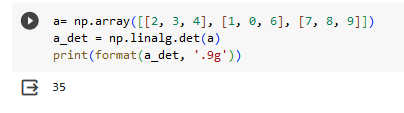 a= np.array([[2, 3, 4], [1, 0, 6], [7, 8, 9]])
a_det = np.linalg.det(a)
print(format(a_det, '.9g'))
35